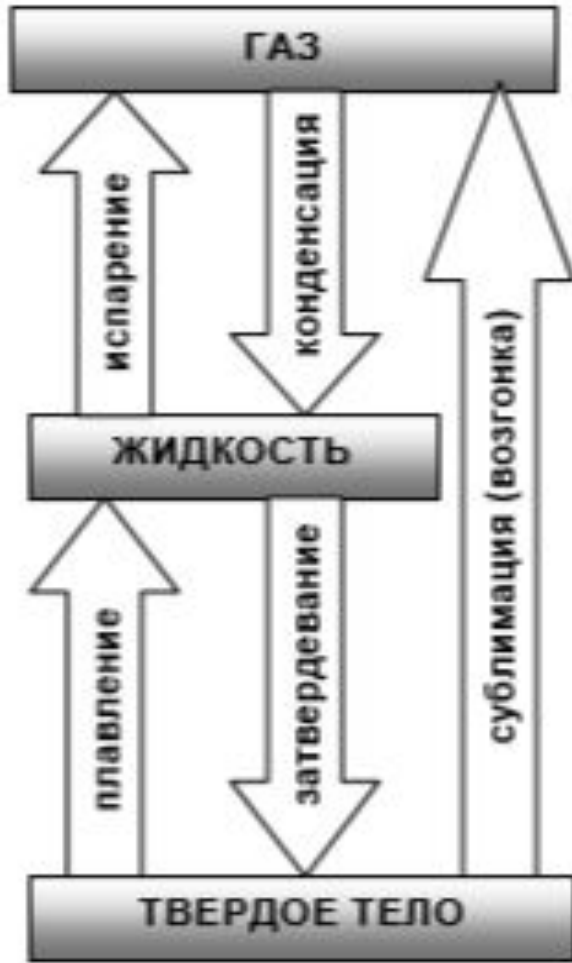 ГАЗ
испарение
конденсация
сублимация (возгонка)
ЖИДКОСТЬ
плавление
затвердевание
ТВЕРДОЕ ТЕЛО